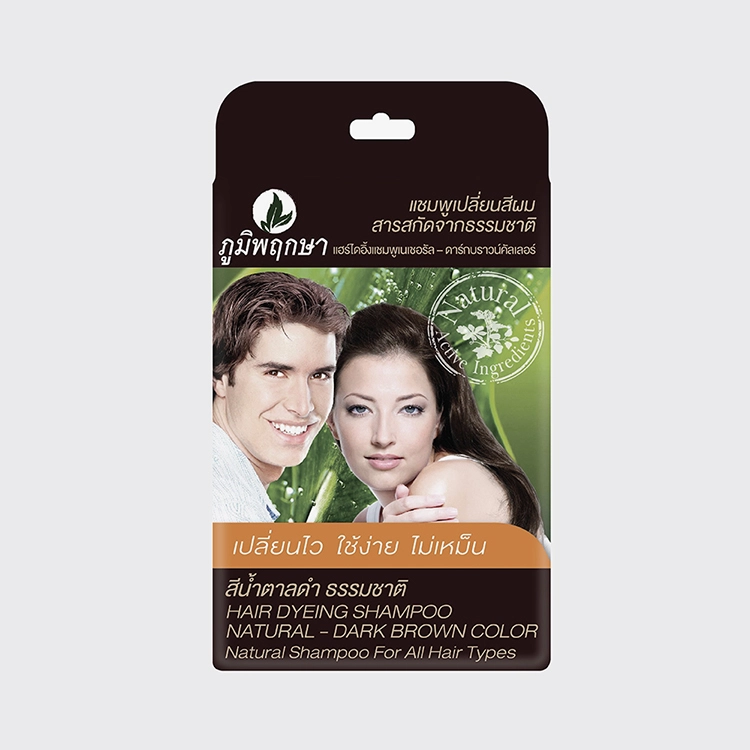 แชมพูเปลี่ยนสีผม
สารสกัดจากธรรมชาติ
ภูมิพฤกษา
แฮร์ไดอิ้งแชมพูเนเชอรัล – ดาร์กบราวน์คัลเลอร์
Natural
Active Ingredients
เปลี่ยนไว ใช้ง่าย ไม่เหม็น
สีน้ำตาลดำ ธรรมชาติ
HAIR DYEING SHAMPOO
NATURAL – DARK BROWN COLOR
Natural Shampoo For All Hair Types